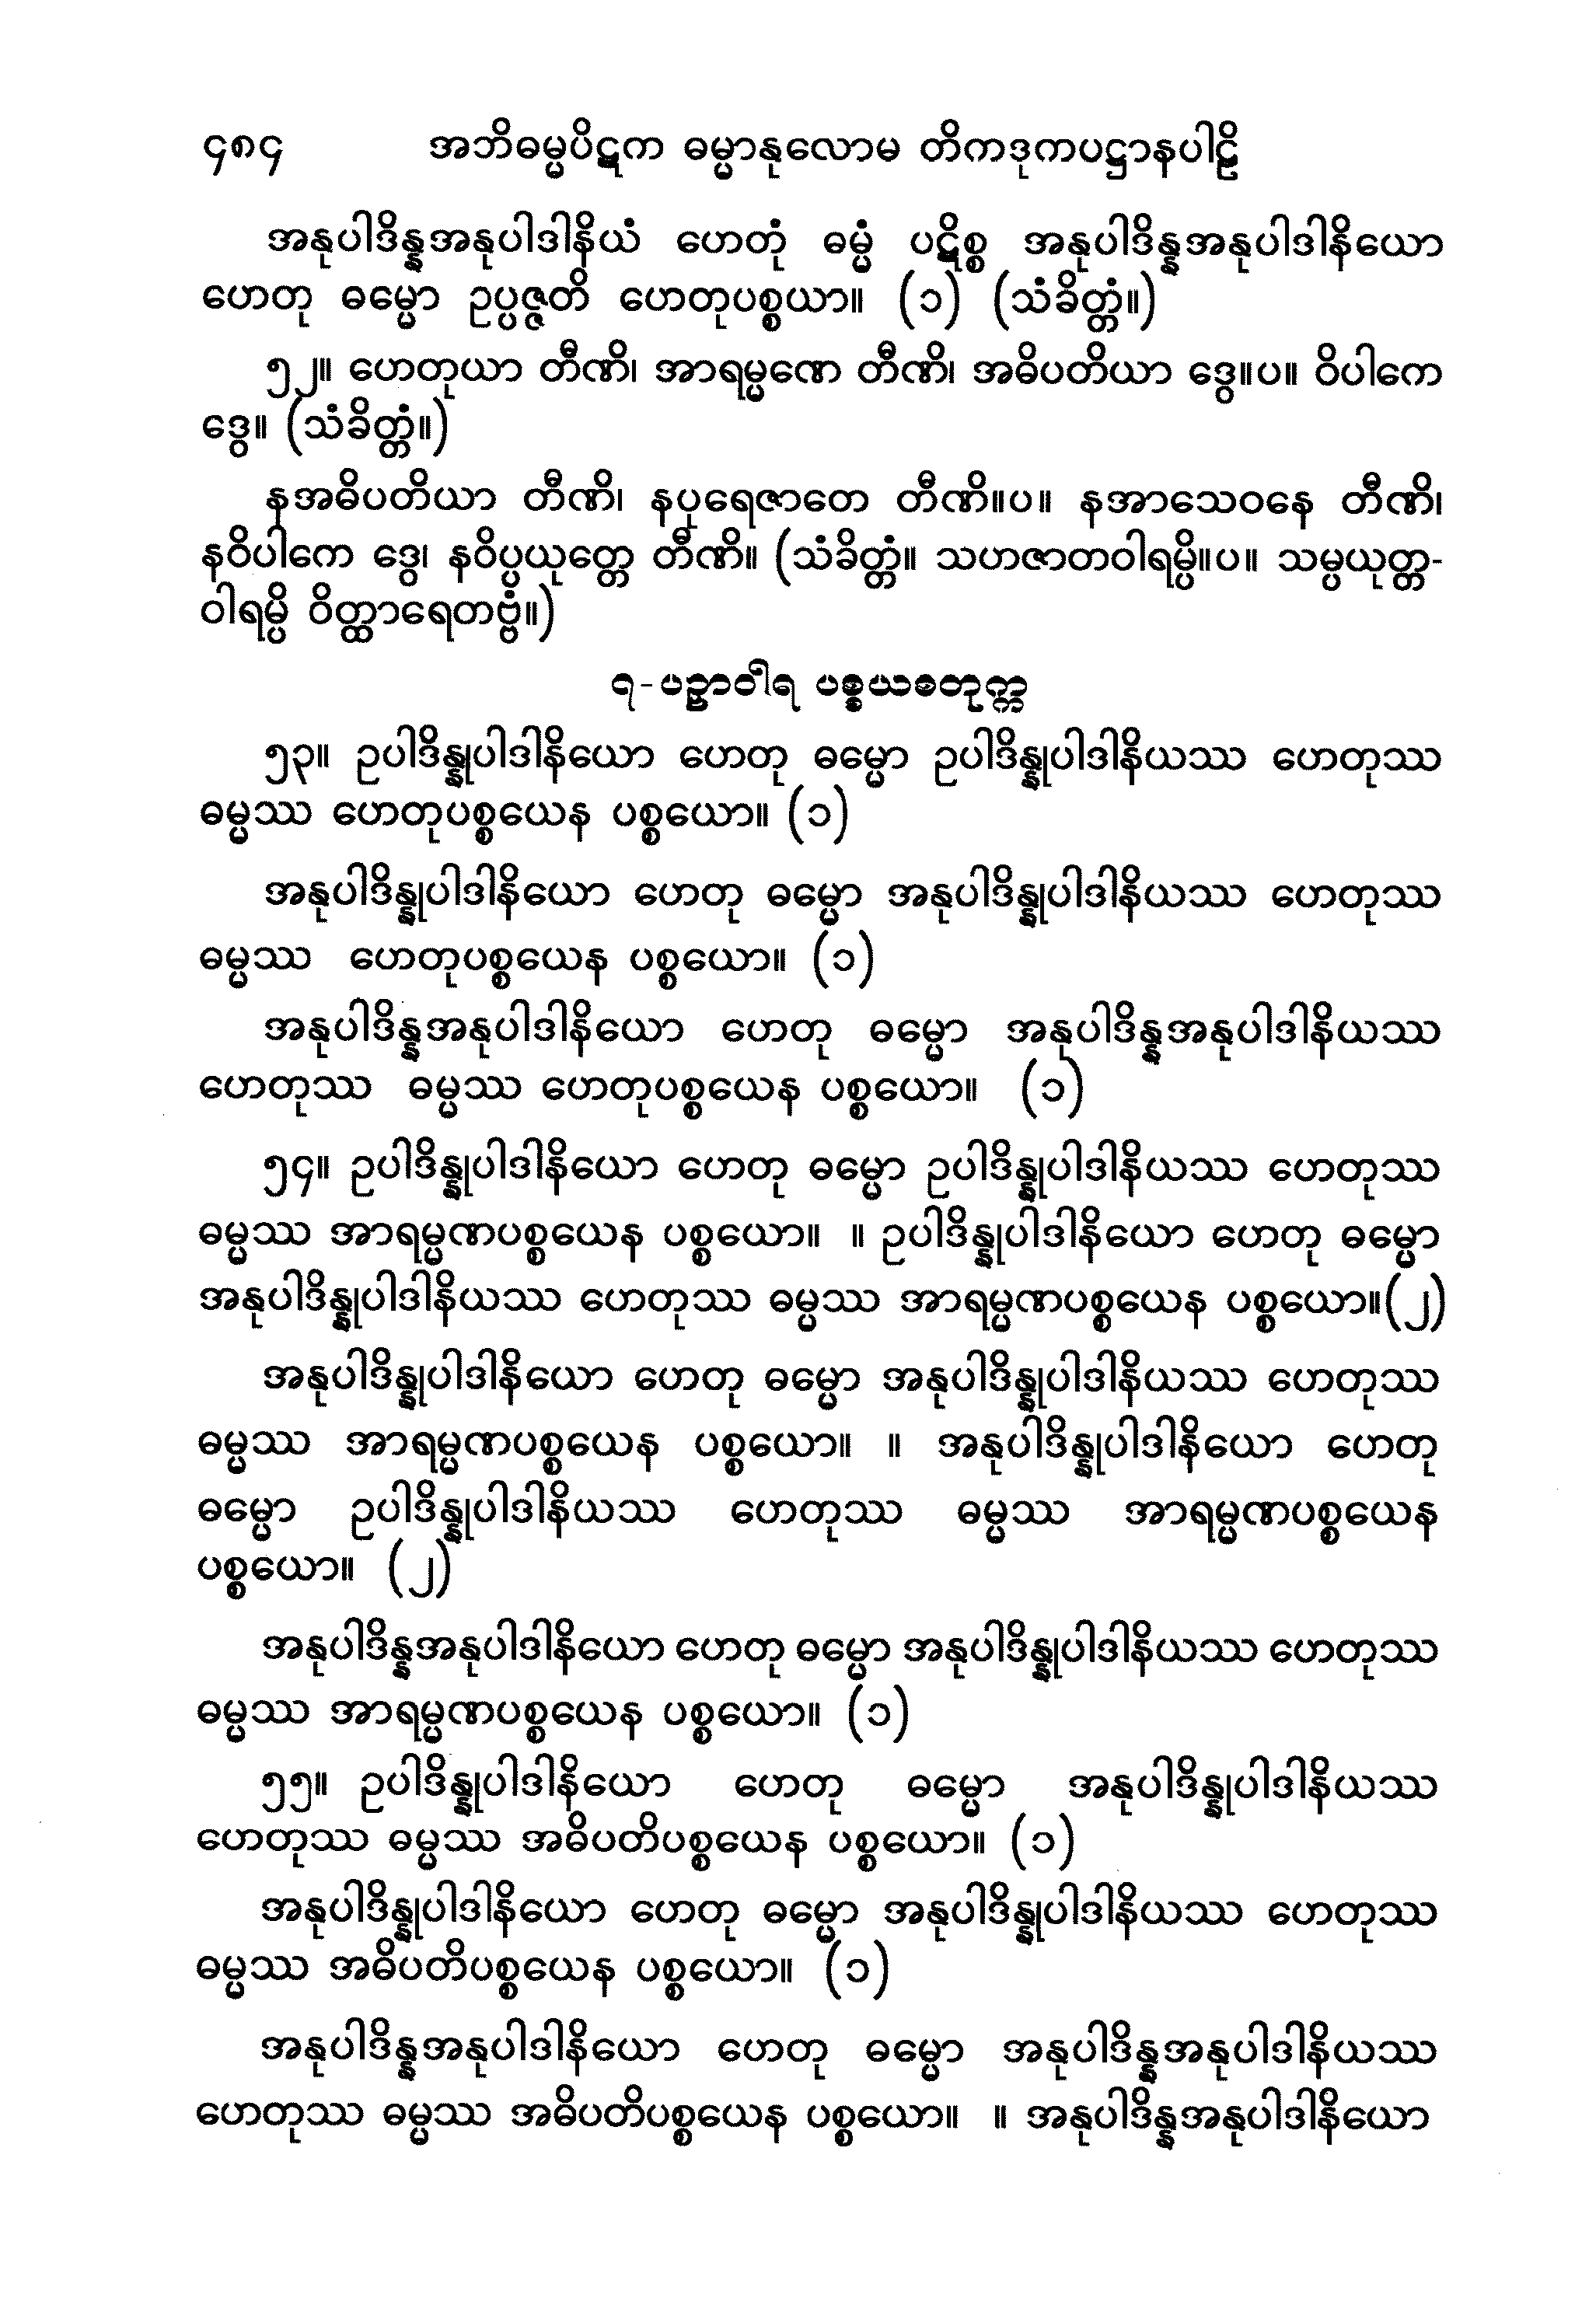 ၄၈၄ အဘိဓမ္မပိဋက ဓမ္မာနုလောမ တိကဒုကပဋ္ဌာနပါဠိ
အနုပါဒိန္နအနုပါဒါနိယံ ဟေတုံ ဓမ္မံ ပဋိစ္စ အနုပါဒိန္နအနုပါဒါနိယော
ဟေတု ဓမ္မော ဥပ္ပဇ္ဇတိ ဟေတုပစ္စယာ။ (၁) (သံခိတ္တံ။)
၅၂။ ဟေတုယာ တီဏိ၊ အာရမ္မဏေ တီဏိ၊ အဓိပတိယာ ဒွေ။ပ။ ဝိပါကေ
ဒွေ။ (သံခိတ္တံ။)
နအဓိပတိယာ တီဏိ၊ နပုရေဇာတေ တီဏိ။ပ။ နအာသေဝနေ တီဏိ၊
နဝိပါကေ ဒွေ၊ နဝိပ္ပယုတ္တေ တီဏိ။ (သံခိတ္တံ။ သဟဇာတဝါရမ္ပိ။ပ။ သမ္ပယုတ္တ-
ဝါရမ္ပိ ဝိတ္ထာရေတဗ္ဗံ။)
၇-ပဉှာဝါရ ပစ္စယစတုက္က
၅၃။ ဥပါဒိန္နုပါဒါနိယော ဟေတု ဓမ္မော ဥပါဒိန္နုပါဒါနိယဿ ဟေတုဿ
ဓမ္မဿ ဟေတုပစ္စယေန ပစ္စယော။ (၁)
အနုပါဒိန္နုပါဒါနိယော ဟေတု ဓမ္မော အနုပါဒိန္နုပါဒါနိယဿ ဟေတုဿ
ဓမ္မဿ ဟေတုပစ္စယေန ပစ္စယော။ (၁)
အနုပါဒိန္နအနုပါဒါနိယော ဟေတု ဓမ္မော အနုပါဒိန္နအနုပါဒါနိယဿ
ဟေတုဿ ဓမ္မဿ ဟေတုပစ္စယေန ပစ္စယော။ (၁)
၅၄။ ဥပါဒိန္နုပါဒါနိယော ဟေတု ဓမ္မော ဥပါဒိန္နုပါဒါနိယဿ ဟေတုဿ
ဓမ္မဿ အာရမ္မဏပစ္စယေန ပစ္စယော။ ။ ဥပါဒိန္နုပါဒါနိယော ဟေတု ဓမ္မော
အနုပါဒိန္နုပါဒါနိယဿ ဟေတုဿ ဓမ္မဿ အာရမ္မဏပစ္စယေန ပစ္စယော။(၂)
အနုပါဒိန္နုပါဒါနိယော ဟေတု ဓမ္မော အနုပါဒိန္နုပါဒါနိယဿ ဟေတုဿ
ဓမ္မဿ အာရမ္မဏပစ္စယေန ပစ္စယော။ ။ အနုပါဒိန္နုပါဒါနိယော ဟေတု
ဓမ္မော ဥပါဒိန္နုပါဒါနိယဿ ဟေတုဿ ဓမ္မဿ အာရမ္မဏပစ္စယေန
ပစ္စယော။ (၂)
အနုပါဒိန္နအနုပါဒါနိယော ဟေတု ဓမ္မော အနုပါဒိန္နုပါဒါနိယဿ ဟေတုဿ
ဓမ္မဿ အာရမ္မဏပစ္စယေန ပစ္စယော။ (၁)
၅၅။ ဥပါဒိန္နုပါဒါနိယော ဟေတု ဓမ္မော အနုပါဒိန္နုပါဒါနိယဿ
ဟေတုဿ ဓမ္မဿ အဓိပတိပစ္စယေန ပစ္စယော။ (၁)
အနုပါဒိန္နုပါဒါနိယော ဟေတု ဓမ္မော အနုပါဒိန္နုပါဒါနိယဿ ဟေတုဿ
ဓမ္မဿ အဓိပတိပစ္စယေန ပစ္စယော။ (၁)
အနုပါဒိန္နအနုပါဒါနိယော ဟေတု ဓမ္မော အနုပါဒိန္နအနုပါဒါနိယဿ
ဟေတုဿ ဓမ္မဿ အဓိပတိပစ္စယေန ပစ္စယော။ ။ အနုပါဒိန္နအနုပါဒါနိယော